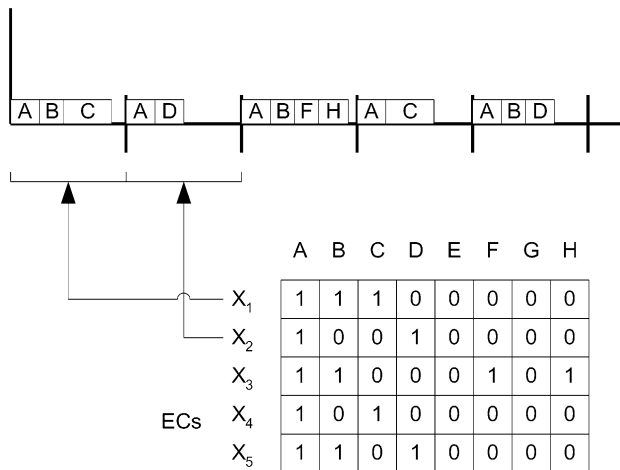 A B C A D A B F H A C A B D
A B C D E F G H
X1 1 1 1 0 0 0 0 0
X2 1 0 0 1 0 0 0 0
X3 1 1 0 0 0 1 0 1
X4 1 0 1 0 0 0 0 0
ECs
X5 1 1 0 1 0 0 0 0